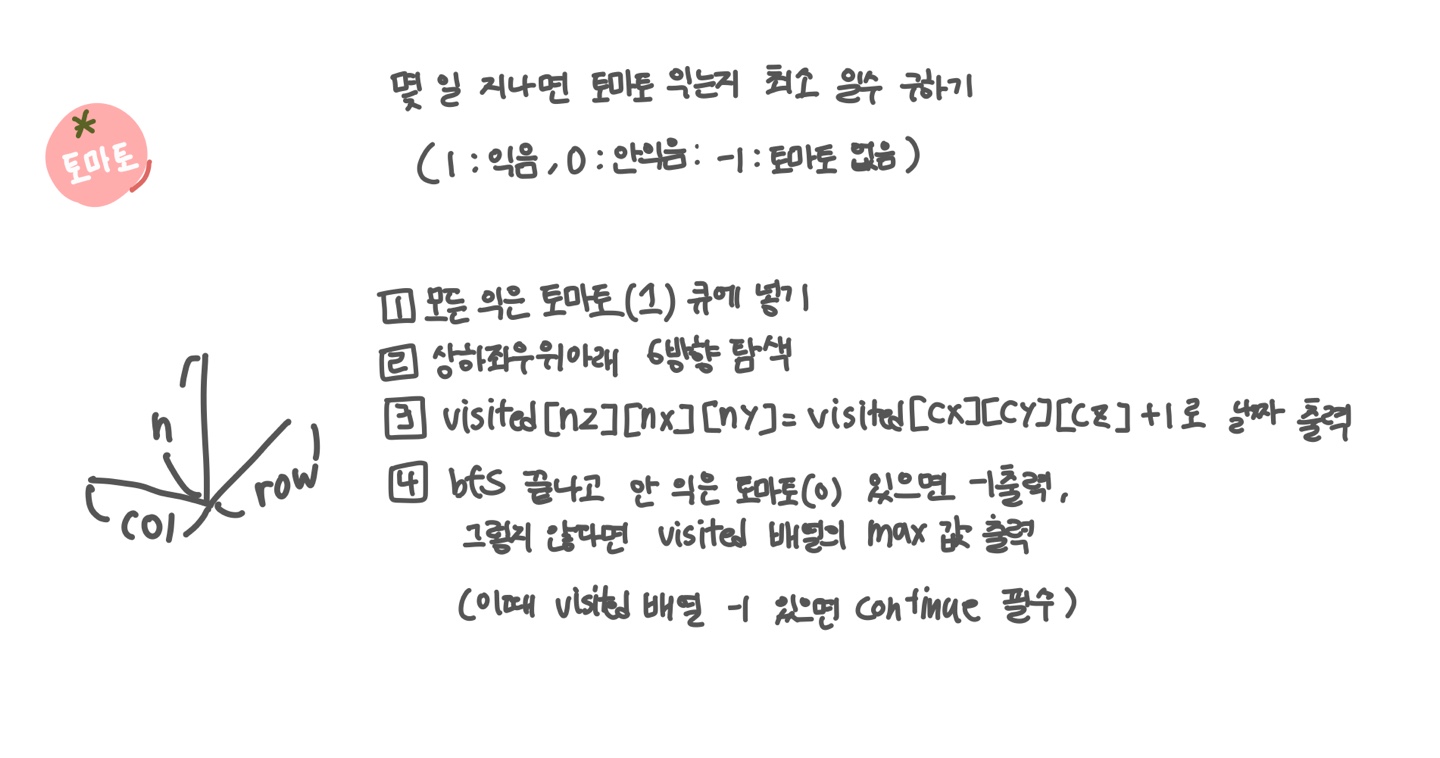 몇 일 지나면 토마토 익는지 최소 일수 구하기
토마토
(1 : 익음, 0 : 안익음 : -1 : 토마토 없음)
1 모든 익은 토마토(1) 큐에 넣기
2 상하좌우위아래 6방향 탐색
3 visited[nz][nx][ny] = visited[cx][cy][cz] +1로 날짜 출력
4 bfs 끝나고 안 익은 토마토(0) 있으면 -1출력,
그렇지 않다면 visited 배열의 max 값 출력
(이때 visited 배열 -1 있으면 continue 필수)
n
row
col